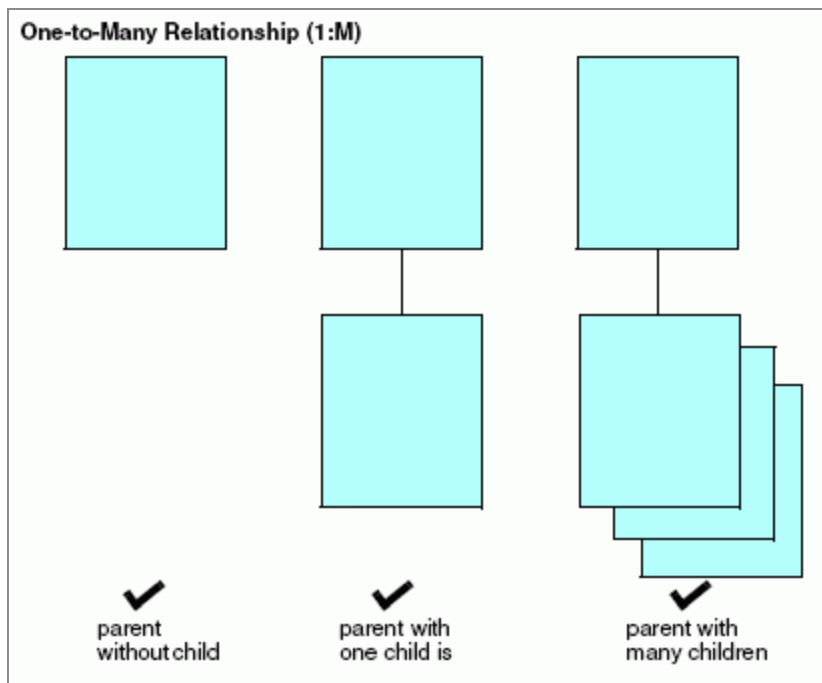 One-to-Many Relationship (1:M)
parent
without child
parent with
one child is
parent with
many children